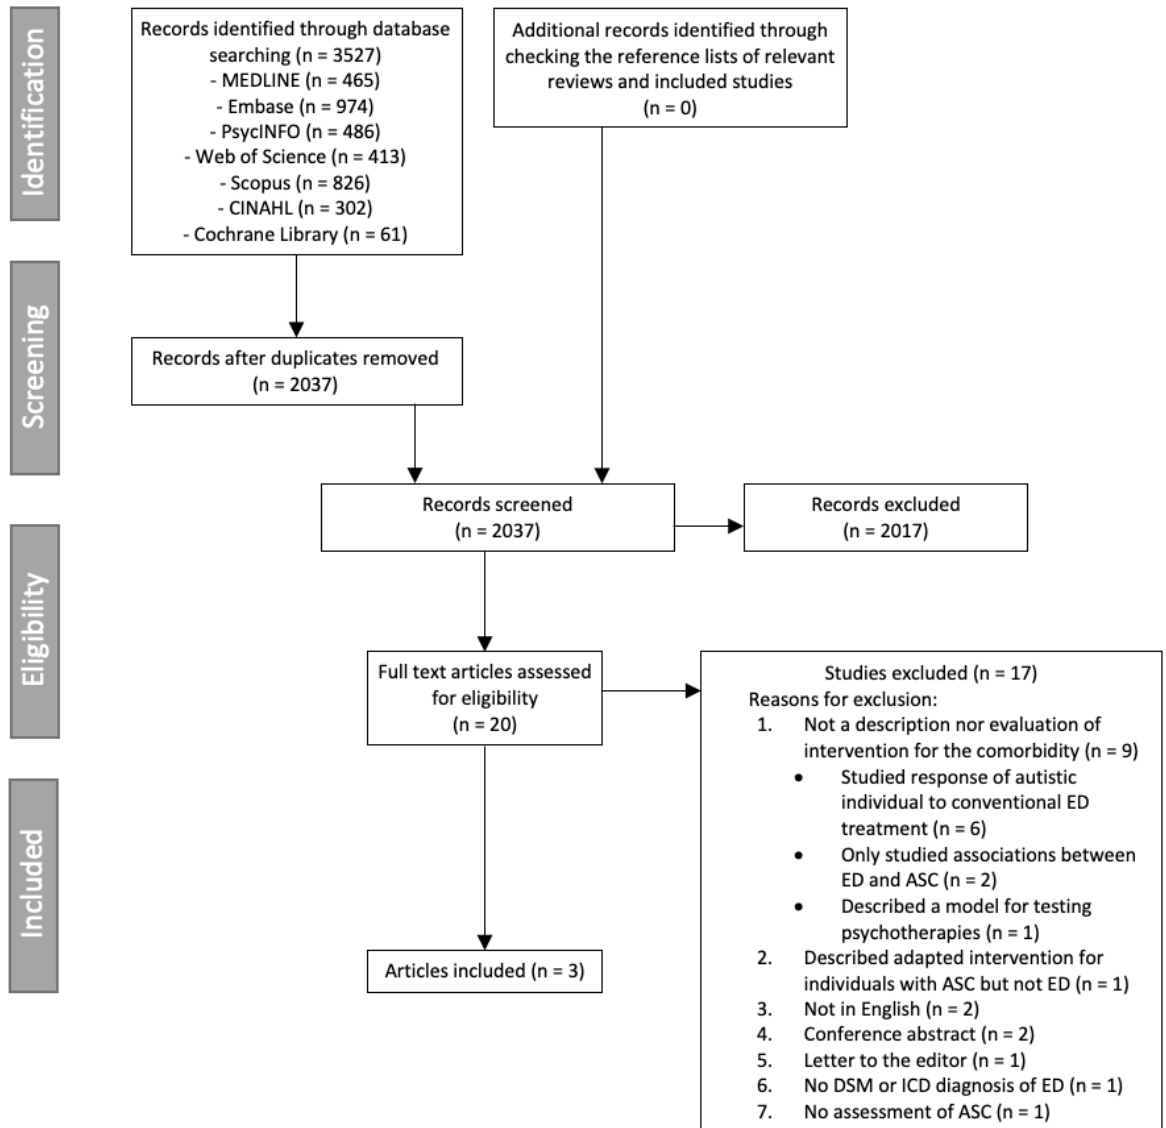 Identification
Records identified through database
searching (n = 3527)
- MEDLINE (n = 465)
- Embase (n = 974)
- PsycINFO (n = 486)
- Web of Science (n = 413)
- Scopus (n = 826)
- CINAHL (n = 302)
- Cochrane Library (n = 61)
Additional records identified through
checking the reference lists of relevant
reviews and included studies
(n = 0)
Screening
Records after duplicates removed
(n = 2037)
Records screened
(n = 2037)
Records excluded
(n = 2017)
Eligibility
Full text articles assessed
for eligibility
(n = 20)
Studies excluded (n = 17)
Reasons for exclusion:
1. Not a description nor evaluation of
intervention for the comorbidity (n = 9)
• Studied response of autistic
individual to conventional ED
treatment (n = 6)
• Only studied associations between
ED and ASC (n = 2)
• Described a model for testing
psychotherapies (n = 1)
2. Described adapted intervention for
individuals with ASC but not ED (n = 1)
3. Not in English (n = 2)
4. Conference abstract (n = 2)
5. Letter to the editor (n = 1)
6. No DSM or ICD diagnosis of ED (n = 1)
7. No assessment of ASC (n = 1)
Included
Articles included (n = 3)